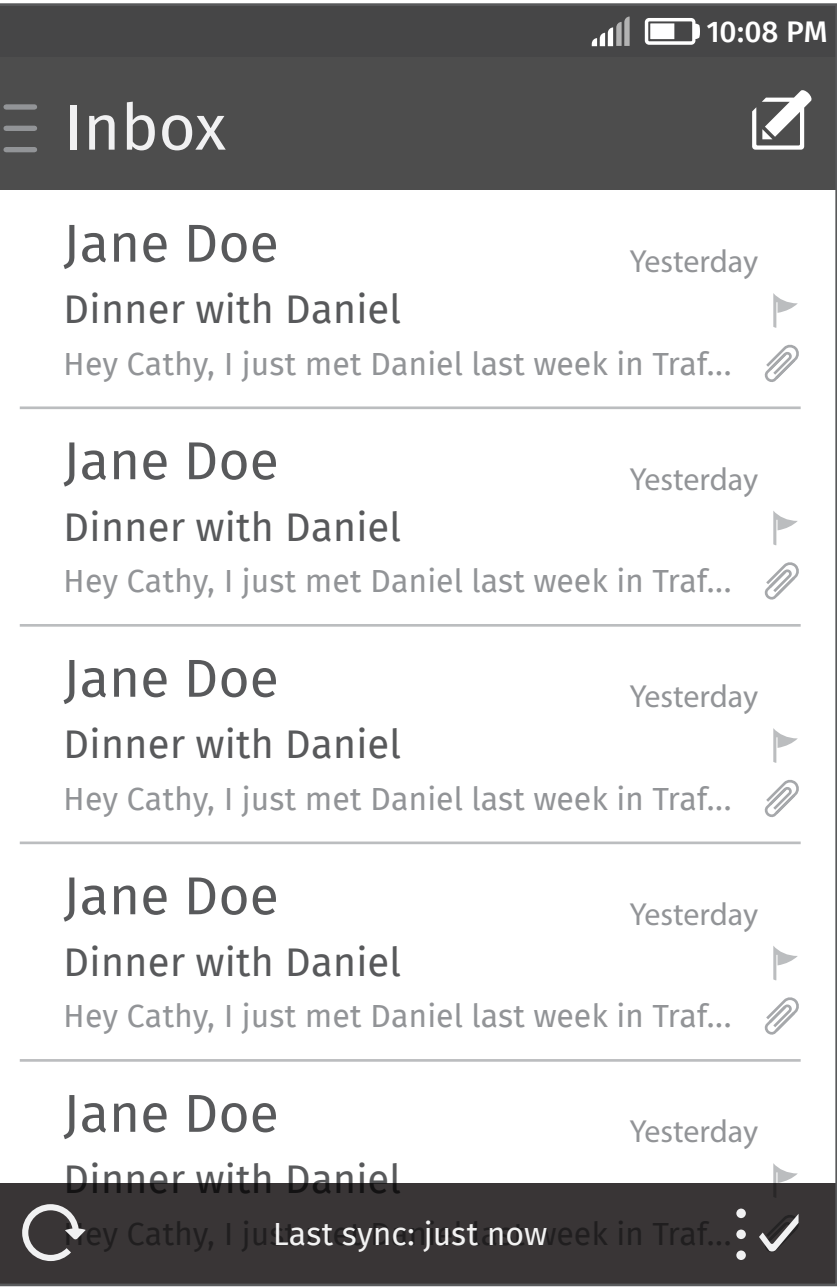 10:08 PM
Inbox
Jane Doe
Yesterday
Dinner with Daniel
Hey Cathy, I just met Daniel last week in Traf...
Jane Doe
Yesterday
Dinner with Daniel
Hey Cathy, I just met Daniel last week in Traf...
Jane Doe
Yesterday
Dinner with Daniel
Hey Cathy, I just met Daniel last week in Traf...
Jane Doe
Yesterday
Dinner with Daniel
Hey Cathy, I just met Daniel last week in Traf...
Jane Doe
Yesterday
Dinner with Daniel
Last sync: just now